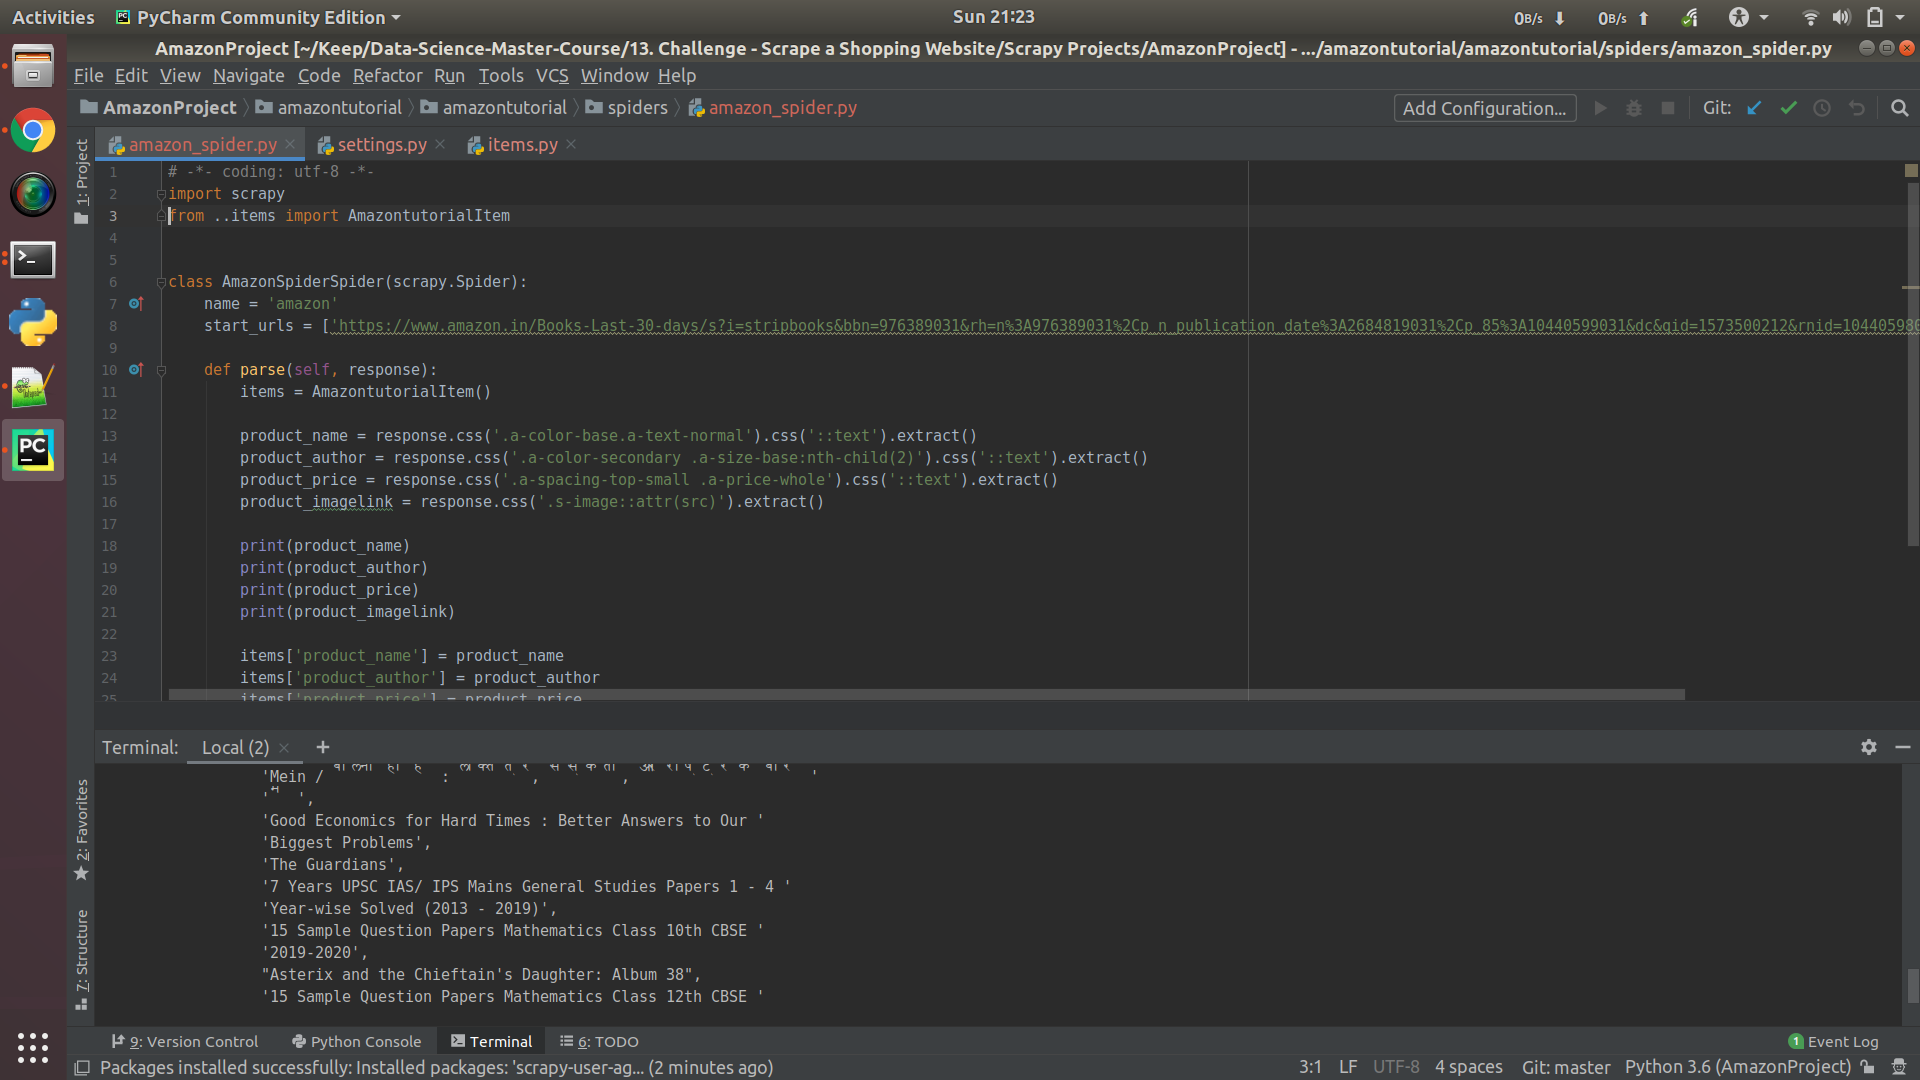 Activities PyCharm Community Edition Sun 21:23 0B/s 0B/s
AmazonProject [~/Keep/Data-Science-Master-Course/13. Challenge - Scrape a Shopping Website/Scrapy Projects/AmazonProject] - .../amazontutorial/amazontutorial/spiders/amazon_spider.py
File Edit View Navigate Code Refactor Run Tools VCS Window Help
AmazonProject amazontutorial amazontutorial spiders amazon_spider.py Add Configuration... Git:
amazon_spider.py settings.py items.py
1: Project
1 # -*- coding: utf-8 -*-
2 import scrapy
3 from ..items import AmazontutorialItem
4
5
6 class AmazonSpiderSpider(scrapy.Spider):
7 name = 'amazon'
8 start_urls = ['https://www.amazon.in/Books-Last-30-days/s?i=stripbooks&bbn=976389031&rh=n%3A976389031%2Cp_n_publication_date%3A2684819031%2Cp_85%3A10440599031&dc&qid=1573500212&rnid=104405980
9
10 def parse(self, response):
11 items = AmazontutorialItem()
12
13 product_name = response.css('.a-color-base.a-text-normal').css('::text').extract()
14 product_author = response.css('.a-color-secondary .a-size-base:nth-child(2)').css('::text').extract()
15 product_price = response.css('.a-spacing-top-small .a-price-whole').css('::text').extract()
16 product_imagelink = response.css('.s-image::attr(src)').extract()
17
18 print(product_name)
19 print(product_author)
20 print(product_price)
21 print(product_imagelink)
22
23 items['product_name'] = product_name
24 items['product_author'] = product_author
25 items['product_price'] = product_price
Terminal: Local (2) +
'Mein /
'Good Economics for Hard Times : Better Answers to Our '
'Biggest Problems',
'The Guardians',
'7 Years UPSC IAS/ IPS Mains General Studies Papers 1 - 4 '
'Year-wise Solved (2013 - 2019)',
'15 Sample Question Papers Mathematics Class 10th CBSE '
'2019-2020',
"Asterix and the Chieftain's Daughter: Album 38",
'15 Sample Question Papers Mathematics Class 12th CBSE '
2: Favorites
7: Structure
9: Version Control Python Console Terminal 6: TODO 1 Event Log
Packages installed successfully: Installed packages: 'scrapy-user-ag... (2 minutes ago) 3:1 LF UTF-8 4 spaces Git: master Python 3.6 (AmazonProject)